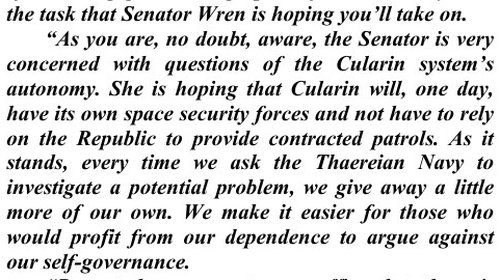 the task that Senator Wren is hoping you’ll take on.
“As you are, no doubt, aware, the Senator is very
concerned with questions of the Cularin system’s
autonomy. She is hoping that Cularin will, one day,
have its own space security forces and not have to rely
on the Republic to provide contracted patrols. As it
stands, every time we ask the Thaereian Navy to
investigate a potential problem, we give away a little
more of our own. We make it easier for those who
would profit from our dependence to argue against
our self-governance.